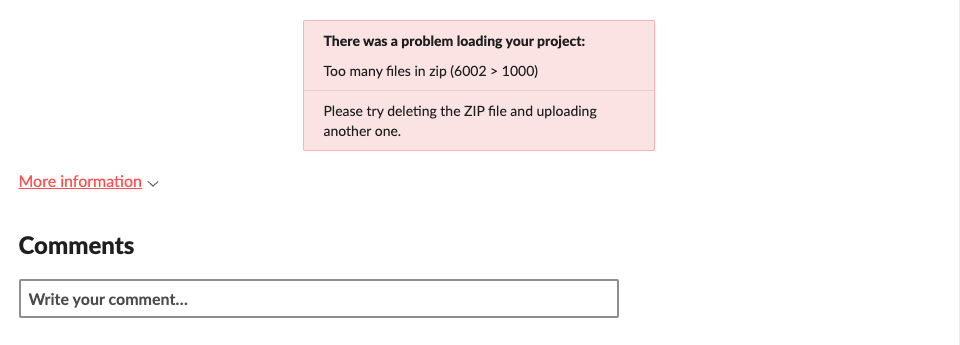 There was a problem loading your project:
Too many files in zip (6002 > 1000)
Please try deleting the ZIP file and uploading
another one.
More information
Comments
Write your comment...